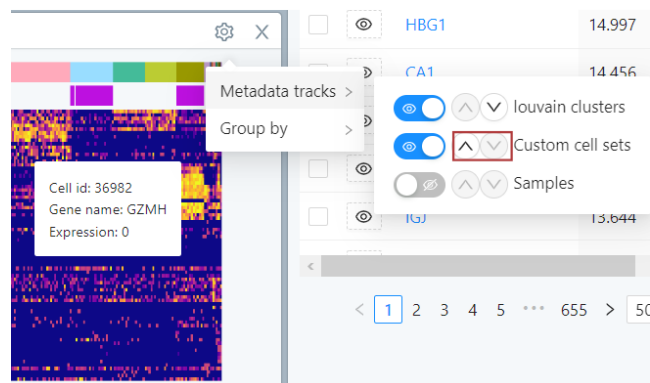 HBG1 14.997
CA1 14.456
Metadata tracks >
Group by >
louvain clusters
Custom cell sets
Samples
Cell id: 36982
Gene name: GZMH
Expression: 0
IGJ 13.644
< 1 2 3 4 5 ··· 655 > 50